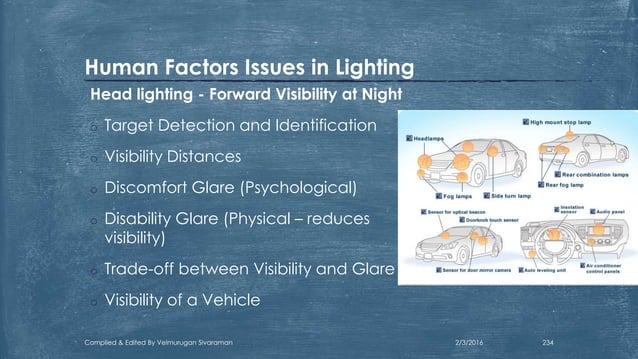 Human Factors Issues in Lighting
Head lighting - Forward Visibility at Night
o Target Detection and Identification
o Visibility Distances
o Discomfort Glare (Psychological)
o Disability Glare (Physical – reduces
visibility)
o Trade-off between Visibility and Glare
o Visibility of a Vehicle
High mount stop lamp
Headlamps
Rear combination lamps
Rear fog lamp
Fog lamps
Side turn lamp
Sensor for optical beacon
Doorknob touch sensor
Insolation
sensor
Audio panel
Sensor for door mirror camera
Auto leveling unit
Air conditioner
control panels
Complied & Edited By Velmurugan Sivaraman
2/3/2016
234